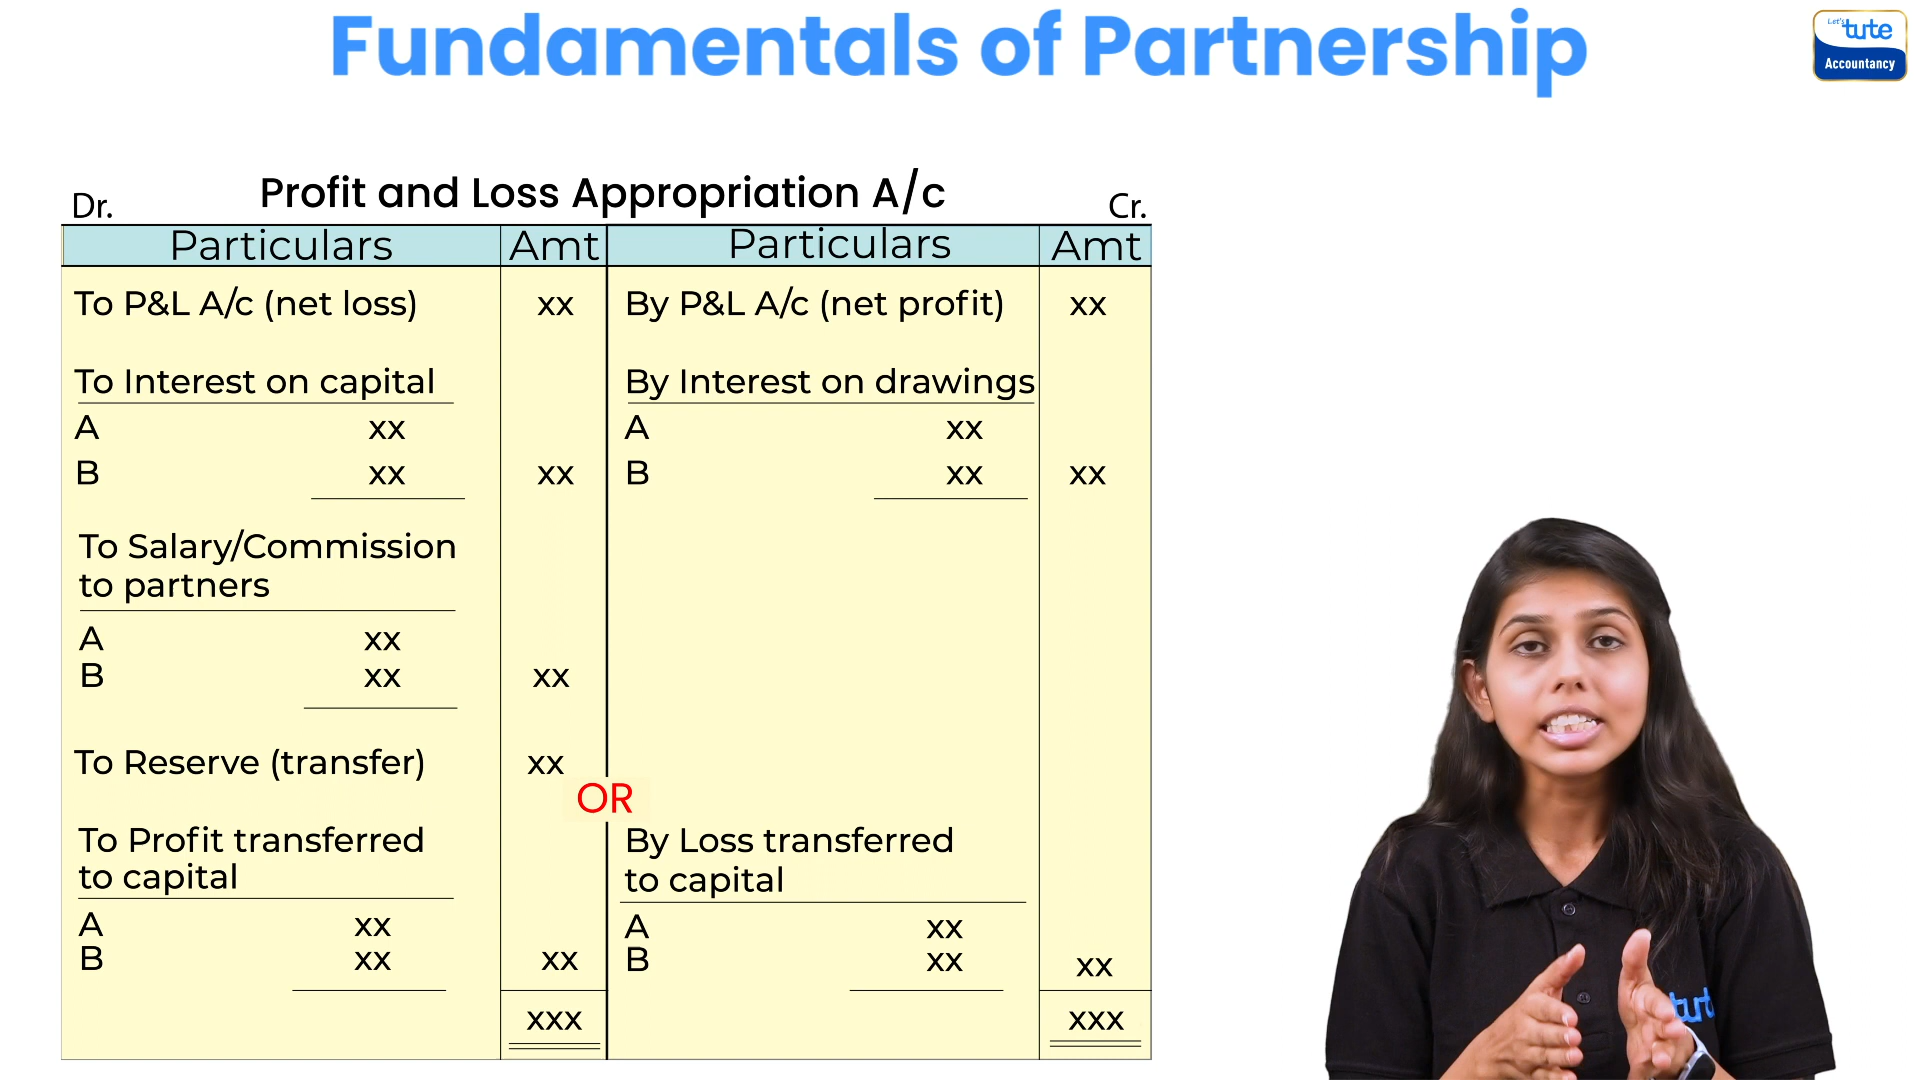 Fundamentals of Partnership
Let's
tute
Accountancy
Dr. Profit and Loss Appropriation A/c Cr.
Particulars Amt Particulars Amt
To P&L A/c (net loss) xx By P&L A/c (net profit) xx
To Interest on capital By Interest on drawings
A xx A xx
B xx xx B xx xx
To Salary/Commission
to partners
A xx
B xx xx
To Reserve (transfer) xx
OR
To Profit transferred By Loss transferred
to capital to capital
A xx A xx
B xx xx B xx xx
xxx xxx
tut